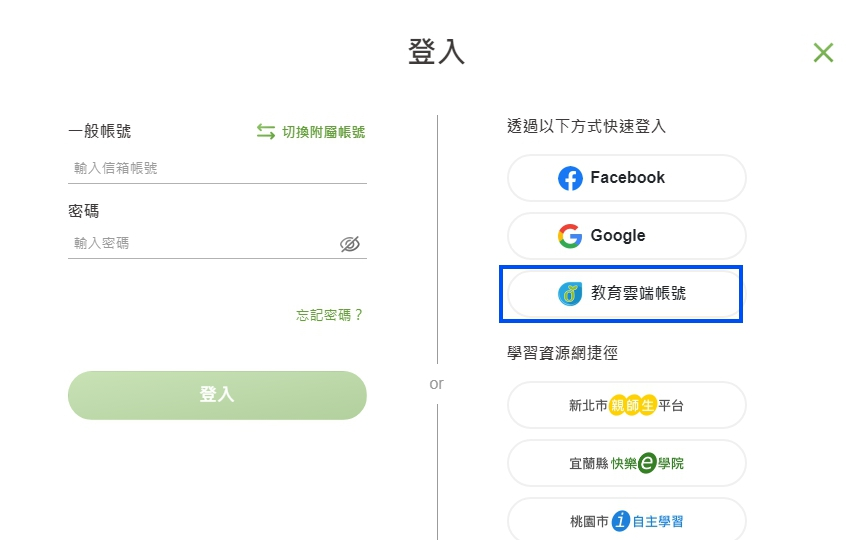 登入
一般帳號
切換附屬帳號
輸入信箱帳號
密碼
輸入密碼
忘記密碼？
登入
or
透過以下方式快速登入
Facebook
Google
教育雲端帳號
學習資源網捷徑
新北市親師生平台
宜蘭縣 快樂e學院
桃園市 i自主學習